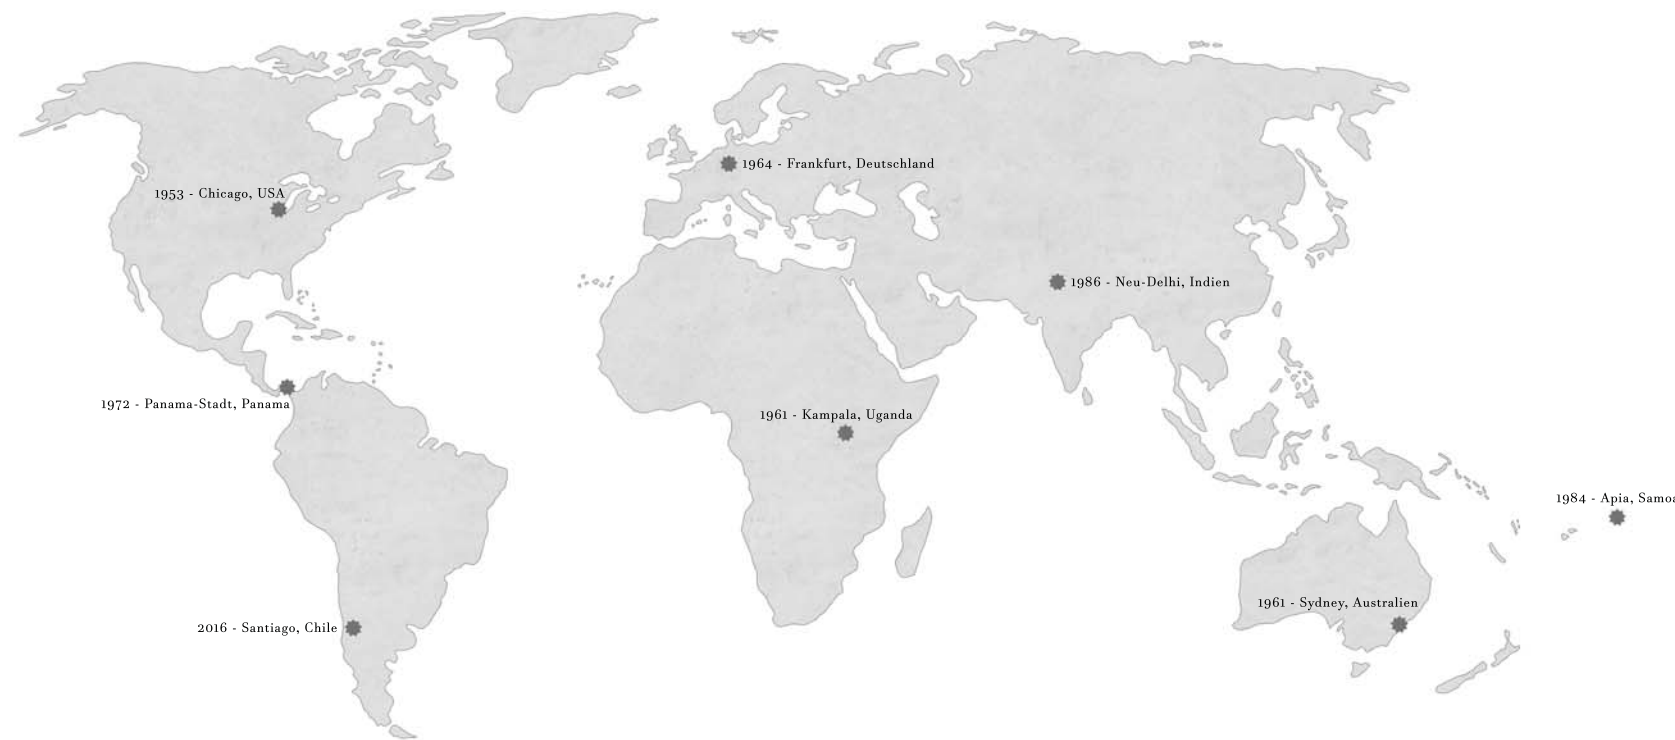 1964 - Frankfurt, Deutschland
1953 - Chicago, USA
1986 - Neu-Delhi, Indien
1972 - Panama-Stadt, Panama
1961 - Kampala, Uganda
1984 - Apia, Samoa
1961 - Sydney, Australien
2016 - Santiago, Chile